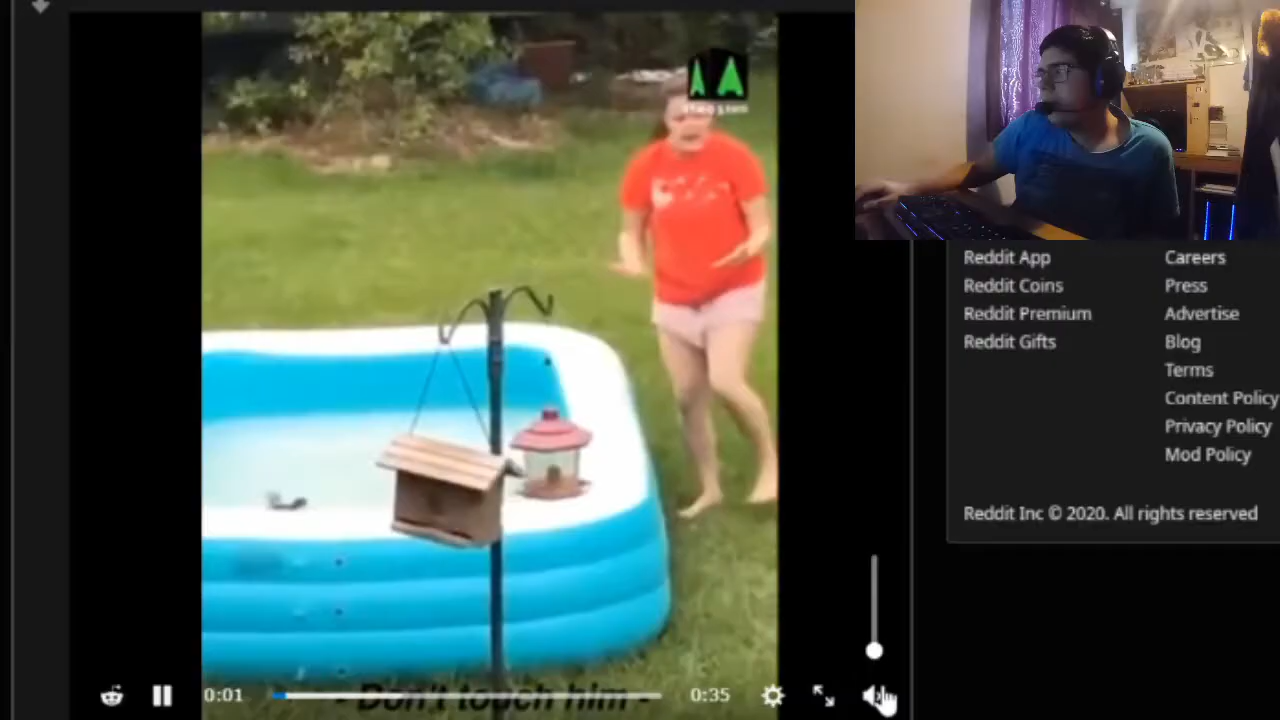 Reddit App
Reddit Coins
Reddit Premium
Reddit Gifts
Careers
Press
Advertise
Blog
Terms
Content Policy
Privacy Policy
Mod Policy
Reddit Inc © 2020. All rights reserved
- Don't touch him -
0:01
0:35